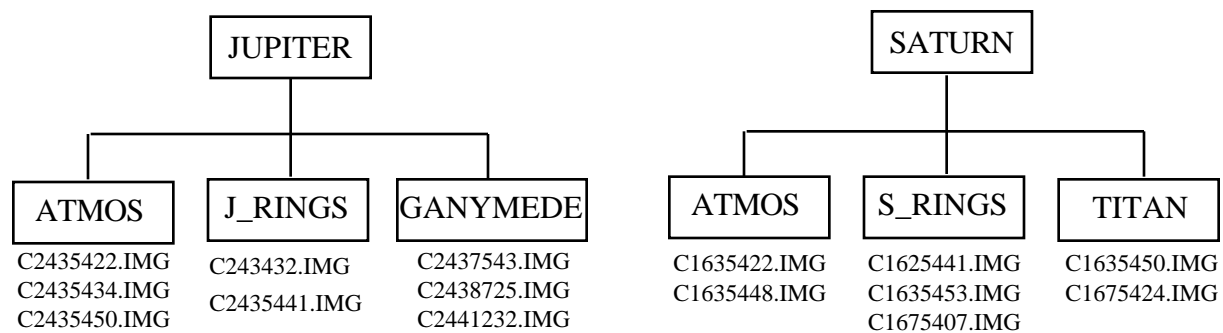 JUPITER
ATMOS
J_RINGS
GANYMEDE
C2435422.IMG
C2435434.IMG
C2435450.IMG
C243432.IMG
C2435441.IMG
C2437543.IMG
C2438725.IMG
C2441232.IMG
SATURN
ATMOS
S_RINGS
TITAN
C1635422.IMG
C1635448.IMG
C1625441.IMG
C1635453.IMG
C1675407.IMG
C1635450.IMG
C1675424.IMG